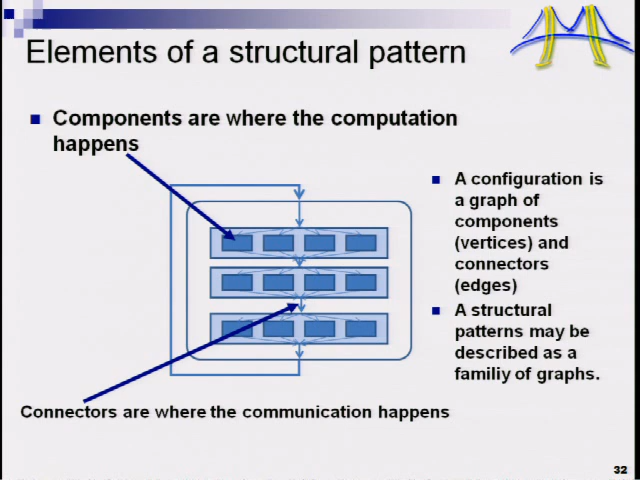 Elements of a structural pattern
Components are where the computation
happens
A configuration is
a graph of
components
(vertices) and
connectors
(edges)
A structural
patterns may be
described as a
familiy of graphs.
Connectors are where the communication happens
32